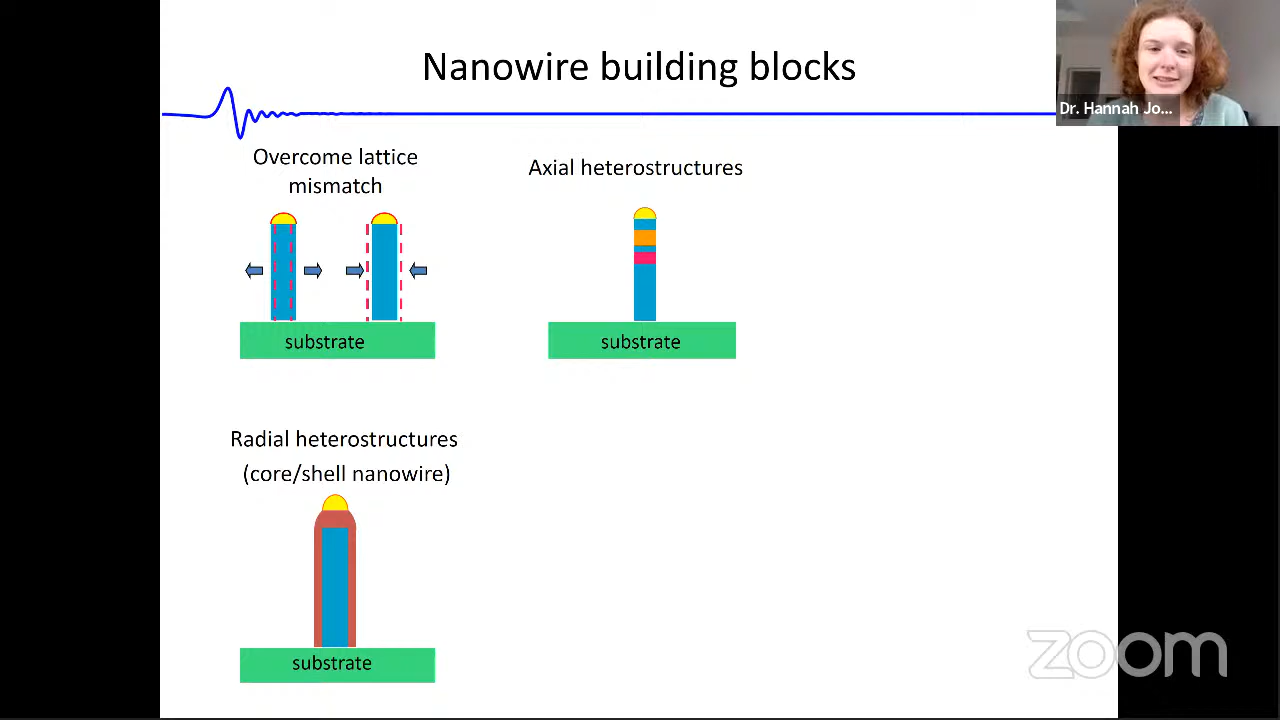 Nanowire building blocks
Dr. Hannah Jo...
Overcome lattice
mismatch
substrate
Axial heterostructures
substrate
Radial heterostructures
(core/shell nanowire)
substrate
zoom